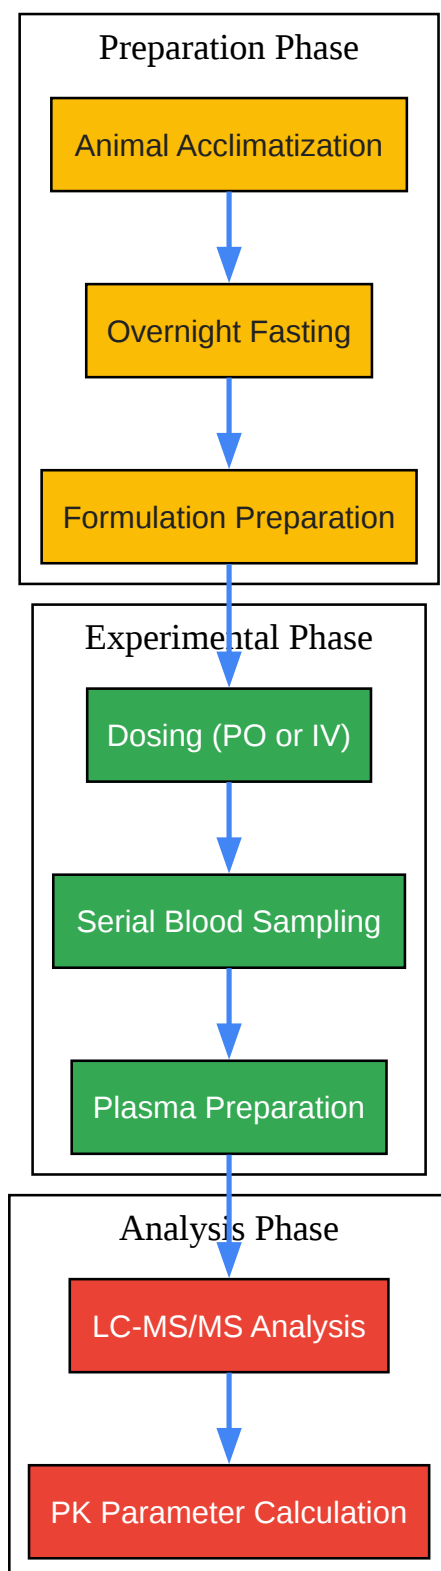 Preparation Phase
Animal Acclimatization
Overnight Fasting
Formulation Preparation
Experimental Phase
Dosing (PO or IV)
Serial Blood Sampling
Plasma Preparation
Analysis Phase
LC-MS/MS Analysis
PK Parameter Calculation